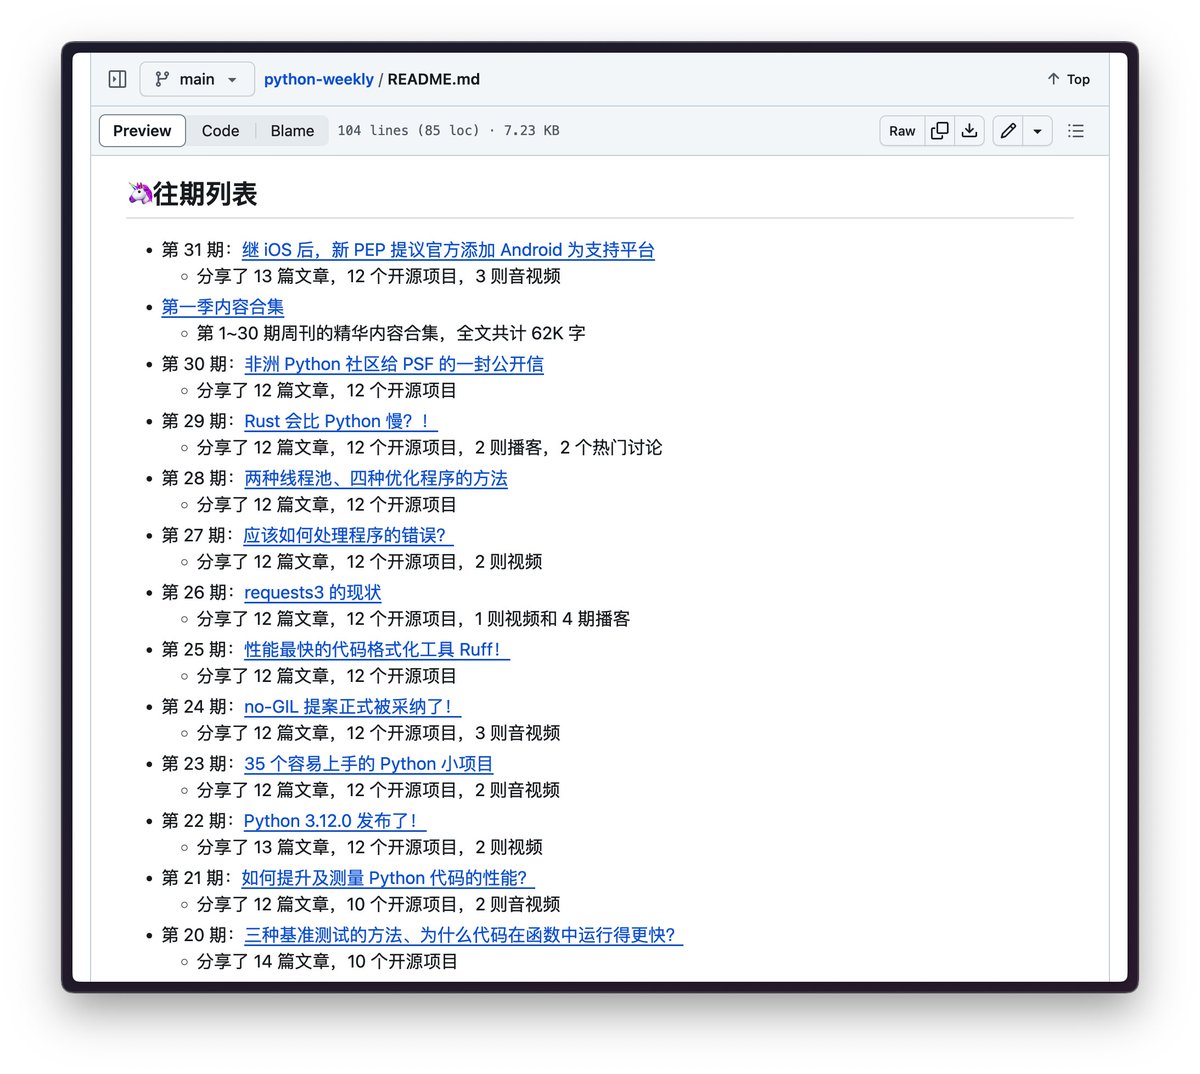 main python-weekly / README.md Top
Preview Code Blame 104 lines (85 loc) · 7.23 KB Raw
🦄往期列表
第 31 期：继 iOS 后，新 PEP 提议官方添加 Android 为支持平台
分享了 13 篇文章，12 个开源项目，3 则音视频
第一季内容合集
第 1~30 期周刊的精华内容合集，全文共计 62K 字
第 30 期：非洲 Python 社区给 PSF 的一封公开信
分享了 12 篇文章，12 个开源项目
第 29 期：Rust 会比 Python 慢？！
分享了 12 篇文章，12 个开源项目，2 则播客，2 个热门讨论
第 28 期：两种线程池、四种优化程序的方法
分享了 12 篇文章，12 个开源项目
第 27 期：应该如何处理程序的错误？
分享了 12 篇文章，12 个开源项目，2 则视频
第 26 期：requests3 的现状
分享了 12 篇文章，12 个开源项目，1 则视频和 4 期播客
第 25 期：性能最快的代码格式化工具 Ruff！
分享了 12 篇文章，12 个开源项目
第 24 期：no-GIL 提案正式被采纳了！
分享了 12 篇文章，12 个开源项目，3 则音视频
第 23 期：35 个容易上手的 Python 小项目
分享了 12 篇文章，12 个开源项目，2 则音视频
第 22 期：Python 3.12.0 发布了！
分享了 13 篇文章，12 个开源项目，2 则视频
第 21 期：如何提升及测量 Python 代码的性能？
分享了 12 篇文章，10 个开源项目，2 则音视频
第 20 期：三种基准测试的方法、为什么代码在函数中运行得更快？
分享了 14 篇文章，10 个开源项目